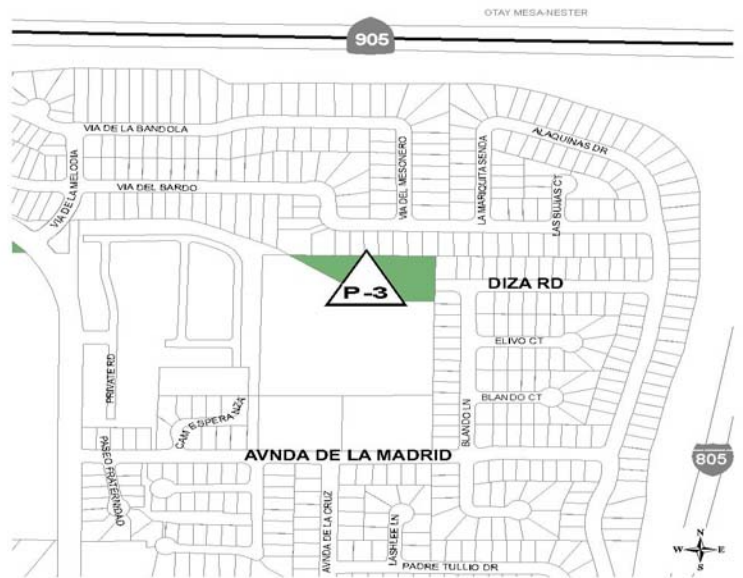 OTAY MESA-NESTER
905
VIA DE LA BANDOLA
ALAQUINAS DR
VIA DE LA MELODIA
VIA DEL BARDO
VIA DEL MESONERO
LA MARIQUITA SENDA
LAS SUJIAS CT
P-3
DIZA RD
ELIVO CT
PRIVATE RD
BLANDO CT
CAM. ESPERANZA
BLANDO LN
AVNDA DE LA MADRID
805
PASEO FRATERNIDAD
AVNDA DE LA CRUZ
LASHLEE LN
PADRE TULLIO DR
N
W E
S